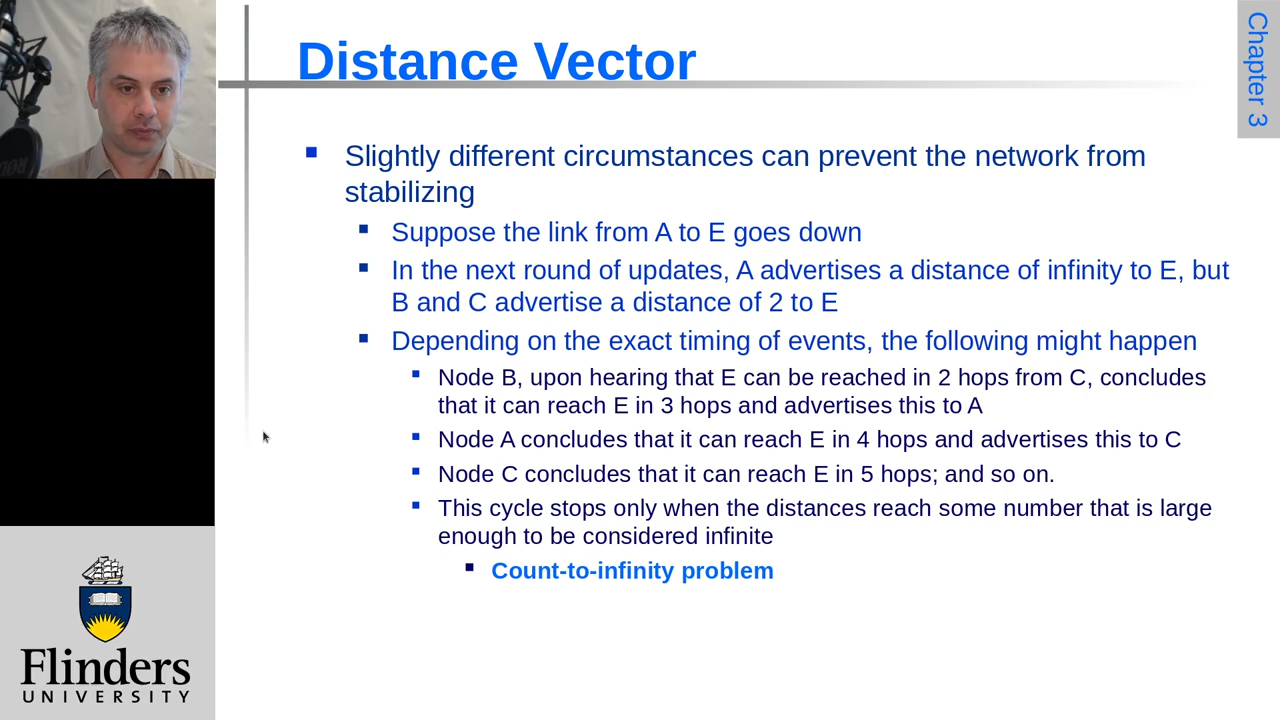 Distance Vector
Chapter 3
Slightly different circumstances can prevent the network from
stabilizing
Suppose the link from A to E goes down
In the next round of updates, A advertises a distance of infinity to E, but
B and C advertise a distance of 2 to E
Depending on the exact timing of events, the following might happen
Node B, upon hearing that E can be reached in 2 hops from C, concludes
that it can reach E in 3 hops and advertises this to A
Node A concludes that it can reach E in 4 hops and advertises this to C
Node C concludes that it can reach E in 5 hops; and so on.
This cycle stops only when the distances reach some number that is large
enough to be considered infinite
Count-to-infinity problem
Flinders
UNIVERSITY